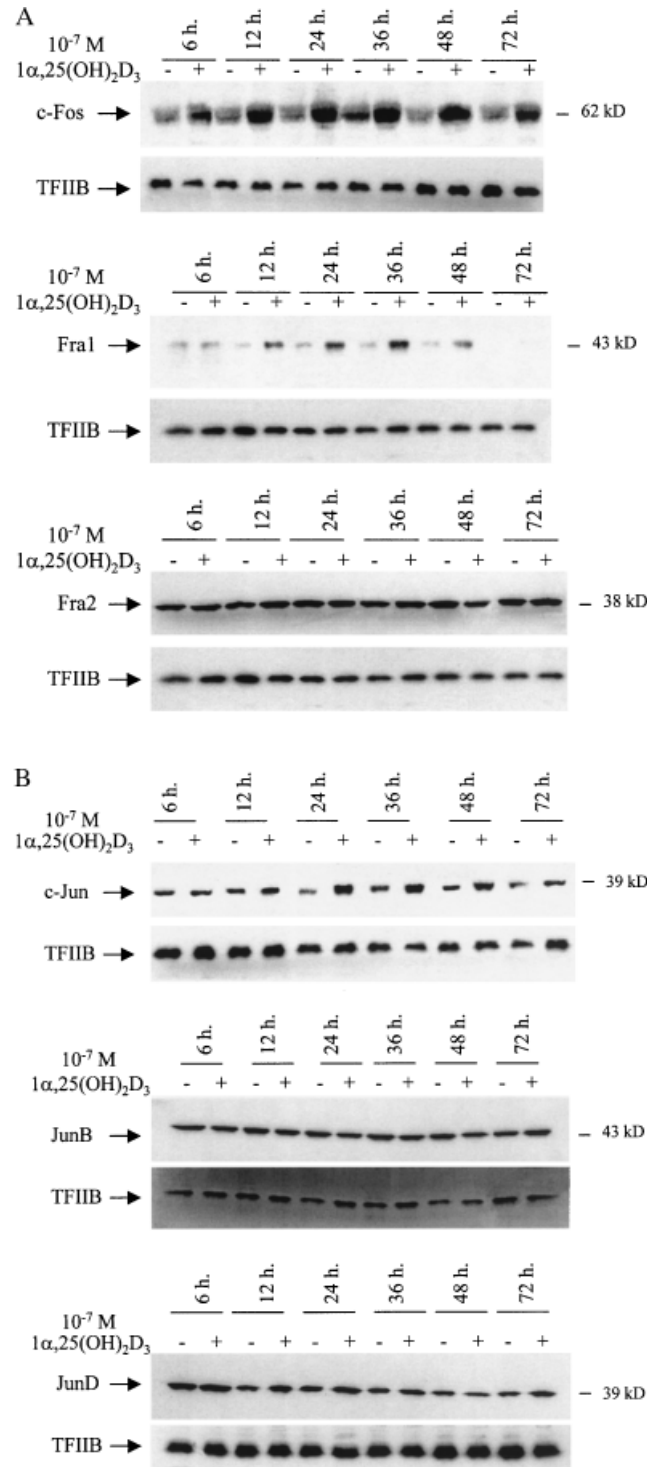 A
10⁻⁷ M 6 h. 12 h. 24 h. 36 h. 48 h. 72 h.
1α,25(OH)₂D₃ - + - + - + - + - + - +
c-Fos – 62 kD
TFIIB
10⁻⁷ M 6 h. 12 h. 24 h. 36 h. 48 h. 72 h.
1α,25(OH)₂D₃ - + - + - + - + - + - +
Fra1 – 43 kD
TFIIB
10⁻⁷ M 6 h. 12 h. 24 h. 36 h. 48 h. 72 h.
1α,25(OH)₂D₃ - + - + - + - + - + - +
Fra2 – 38 kD
TFIIB
B
10⁻⁷ M 6 h. 12 h. 24 h. 36 h. 48 h. 72 h.
1α,25(OH)₂D₃ - + - + - + - + - + - +
c-Jun – 39 kD
TFIIB
10⁻⁷ M 6 h. 12 h. 24 h. 36 h. 48 h. 72 h.
1α,25(OH)₂D₃ - + - + - + - + - + - +
JunB – 43 kD
TFIIB
10⁻⁷ M 6 h. 12 h. 24 h. 36 h. 48 h. 72 h.
1α,25(OH)₂D₃ - + - + - + - + - + - +
JunD – 39 kD
TFIIB